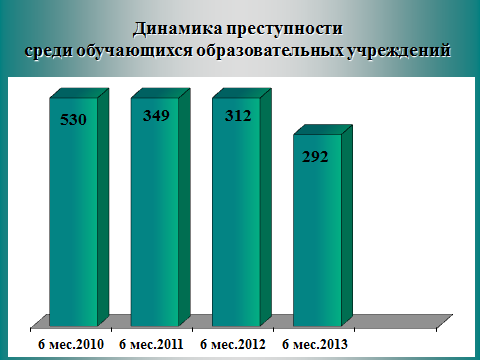 Динамика преступности
среди обучающихся образовательных учреждений
530 349 312
292
6 мес.2010 6 мес.2011 6 мес.2012 6 мес.2013